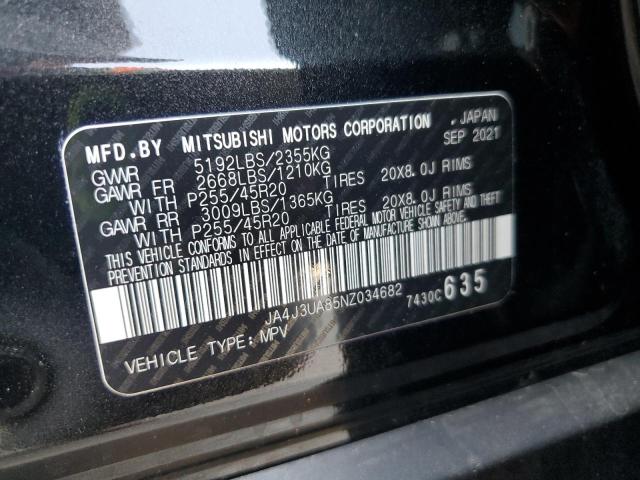 MFD.BY MITSUBISHI MOTORS CORPORATION , JAPAN
SEP 2021
GVWR 5192LBS/2355KG
GAWR FR 2668LBS/1210KG
WITH P255/45R20 TIRES 20X8.0J RIMS
GAWR RR 3009LBS/1365KG
WITH P255/45R20 TIRES 20X8.0J RIMS
THIS VEHICLE CONFORMS TO ALL APPLICABLE FEDERAL MOTOR VEHICLE SAFETY AND THEFT
PREVENTION STANDARDS IN EFFECT ON THE DATE OF MANUFACTURE SHOWN ABOVE.
JA4J3UA85NZ034682 7430C 635
VEHICLE TYPE: MPV